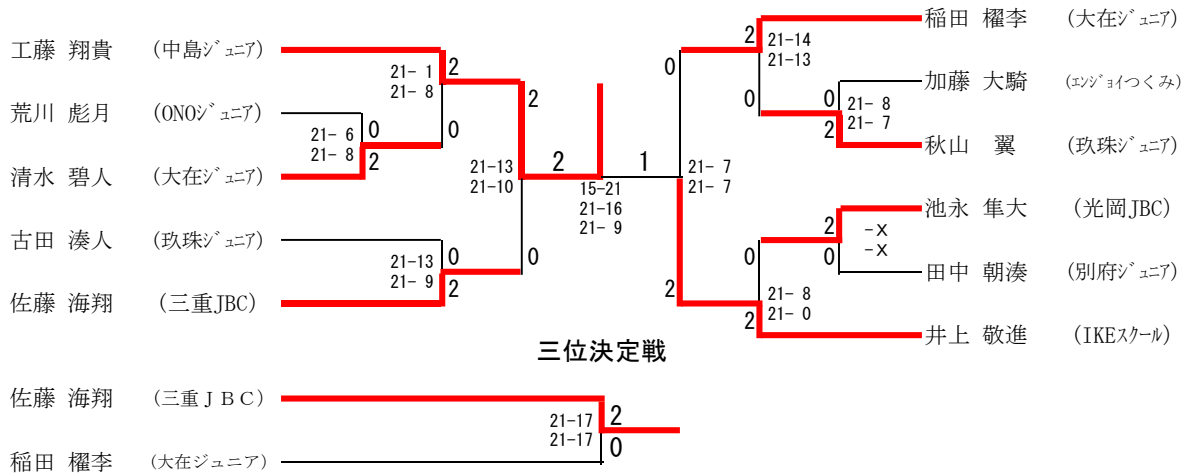 工藤 翔貴 (中島ジュニア)
荒川 彪月 (ONOジュニア)
清水 碧人 (大在ジュニア)
古田 湊人 (玖珠ジュニア)
佐藤 海翔 (三重JBC)
21- 1
21- 8
2
0
21- 6
21- 8
0
2
21-13
21- 9
0
2
21-13
21-10
2
0
2
1
15-21
21-16
21- 9
稲田 櫂李 (大在ジュニア)
加藤 大騎 (エンジョイつくみ)
秋山 翼 (玖珠ジュニア)
池永 隼大 (光岡JBC)
田中 朝湊 (別府ジュニア)
井上 敬進 (IKEスクール)
2
0
21-14
21-13
0
2
21- 8
21- 7
0
2
21- 7
21- 7
2
0
-X
-X
0
2
21- 8
21- 0
三位決定戦
佐藤 海翔 (三重ＪＢＣ)
稲田 櫂李 (大在ジュニア)
21-17
21-17
2
0